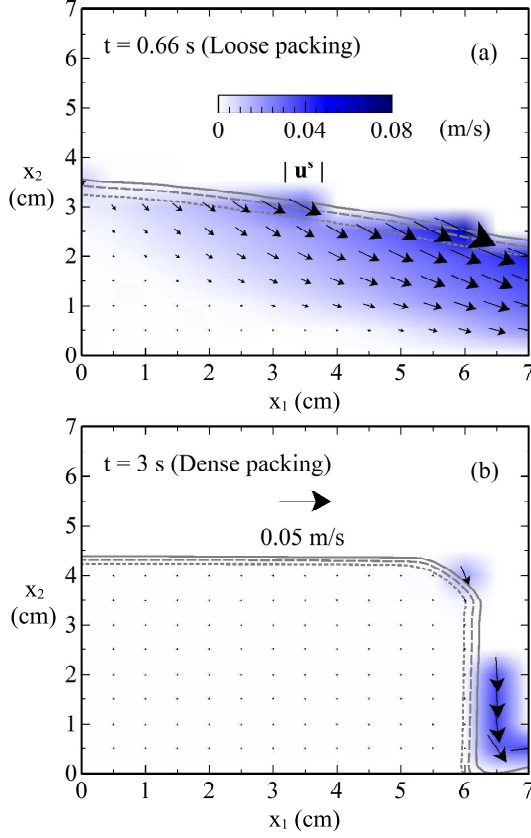 7
t = 0.66 s (Loose packing)
(a)
6
5
0 0.04 0.08 (m/s)
| uˢ |
4
x₂
(cm)
3
2
1
0
0 1 2 3 4 5 6 7
x₁ (cm)
7
t = 3 s (Dense packing)
(b)
6
5
0.05 m/s
4
x₂
(cm)
3
2
1
0
0 1 2 3 4 5 6 7
x₁ (cm)